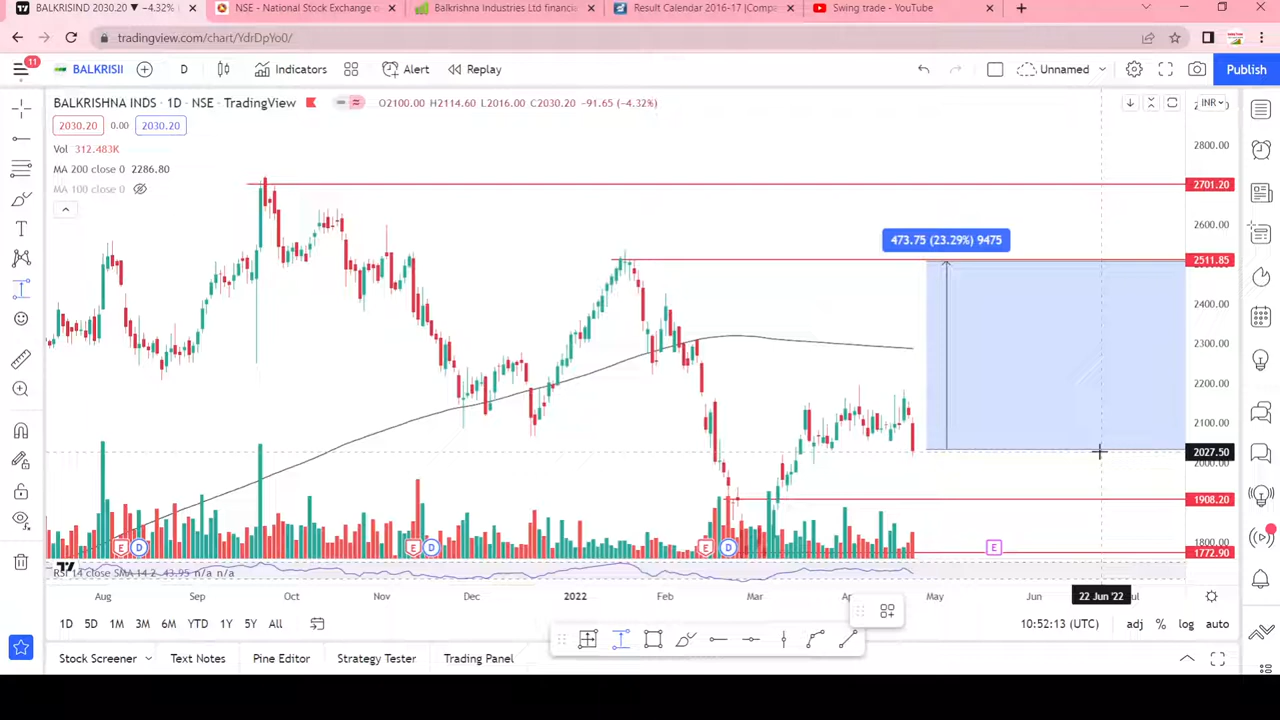 BALKRISIND 2030.20 ▼ −4.32%
NSE - National Stock Exchange o
Balkrishna Industries Ltd financia
Result Calendar 2016-17 |Compa
Swing trade - YouTube
tradingview.com/chart/YdrDpYo0/
11
BALKRISII
D
Indicators
Alert
Replay
Unnamed
Publish
BALKRISHNA INDS · 1D · NSE · TradingView
O2100.00 H2114.60 L2016.00 C2030.20 −91.65 (−4.32%)
INR
2030.20
0.00
2030.20
Vol 312.483K
MA 200 close 0 2286.80
MA 100 close 0
2800.00
2701.20
2600.00
473.75 (23.29%) 9475
2511.85
2400.00
2300.00
2200.00
2100.00
2027.50
2000.00
1908.20
1800.00
1772.90
E D E D E D E
RSI 14 close SMA 14 2 43.95 n/a n/a
Aug
Sep
Oct
Nov
Dec
2022
Feb
Mar
May
Jun
22 Jun '22
1D
5D
1M
3M
6M
YTD
1Y
5Y
All
10:52:13 (UTC)
adj
%
log
auto
Stock Screener
Text Notes
Pine Editor
Strategy Tester
Trading Panel